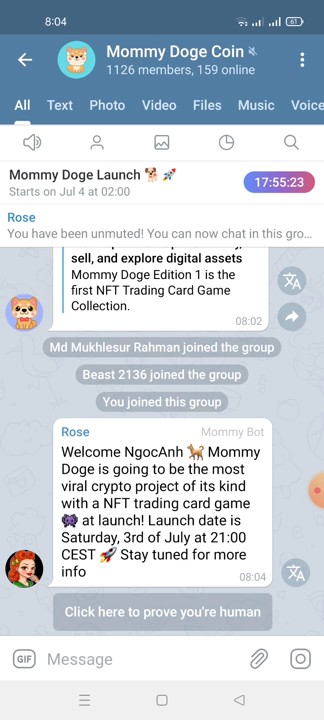 8:04
61
Mommy Doge Coin
1126 members, 159 online
All Text Photo Video Files Music Voice
Mommy Doge Launch
Starts on Jul 4 at 02:00
17:55:23
Rose
You have been unmuted! You can now chat in this gro...
sell, and explore digital assets
Mommy Doge Edition 1 is the
first NFT Trading Card Game
Collection.
08:02
Md Mukhlesur Rahman joined the group
Beast 2136 joined the group
You joined this group
Rose Mommy Bot
Welcome NgocAnh 🐕 Mommy
Doge is going to be the most
viral crypto project of its kind
with a NFT trading card game
👾 at launch! Launch date is
Saturday, 3rd of July at 21:00
CEST 🚀 Stay tuned for more
info
08:04
Click here to prove you're human
GIF Message